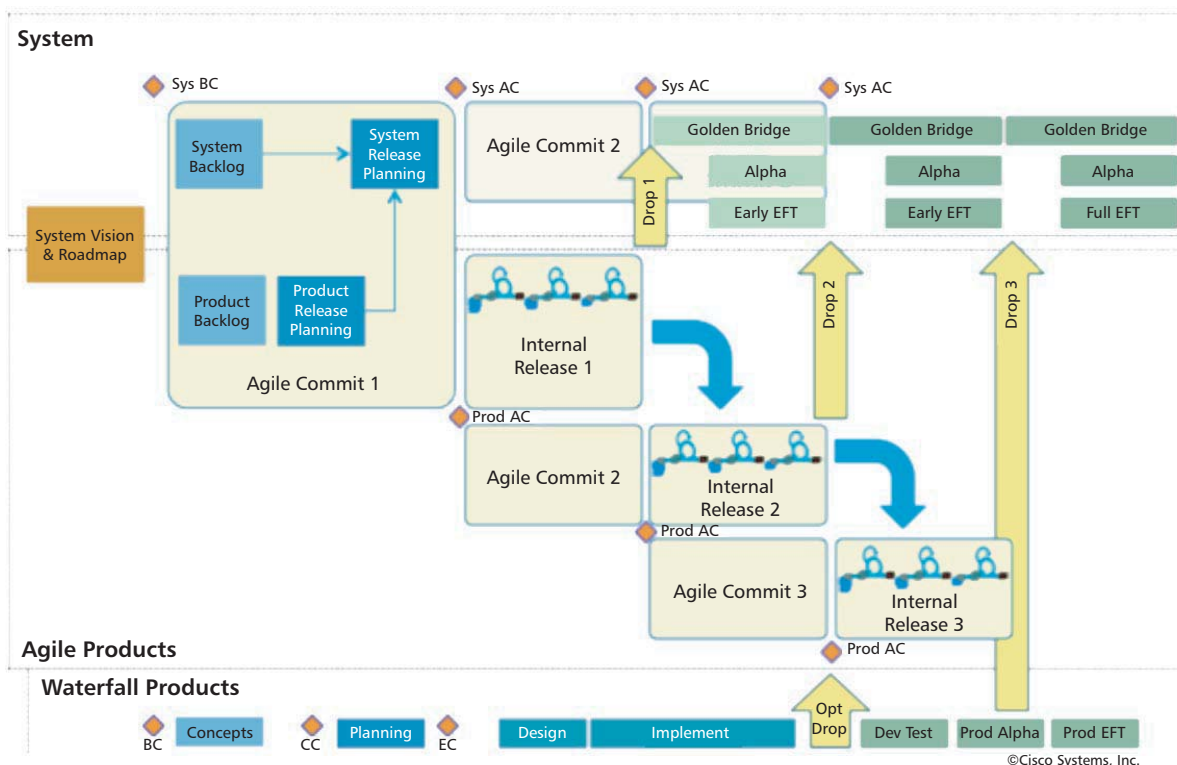 System
Sys BC
Sys AC
Sys AC
Sys AC
System
Backlog
System
Release
Planning
Agile Commit 2
Golden Bridge
Golden Bridge
Golden Bridge
Alpha
Alpha
Alpha
Early EFT
Early EFT
Full EFT
Drop 1
System Vision
& Roadmap
Product
Backlog
Product
Release
Planning
Agile Commit 1
Internal
Release 1
Drop 2
Drop 3
Prod AC
Agile Commit 2
Internal
Release 2
Prod AC
Agile Commit 3
Internal
Release 3
Prod AC
Agile Products
Waterfall Products
BC
Concepts
CC
Planning
EC
Design
Implement
Opt
Drop
Dev Test
Prod Alpha
Prod EFT
©Cisco Systems, Inc.